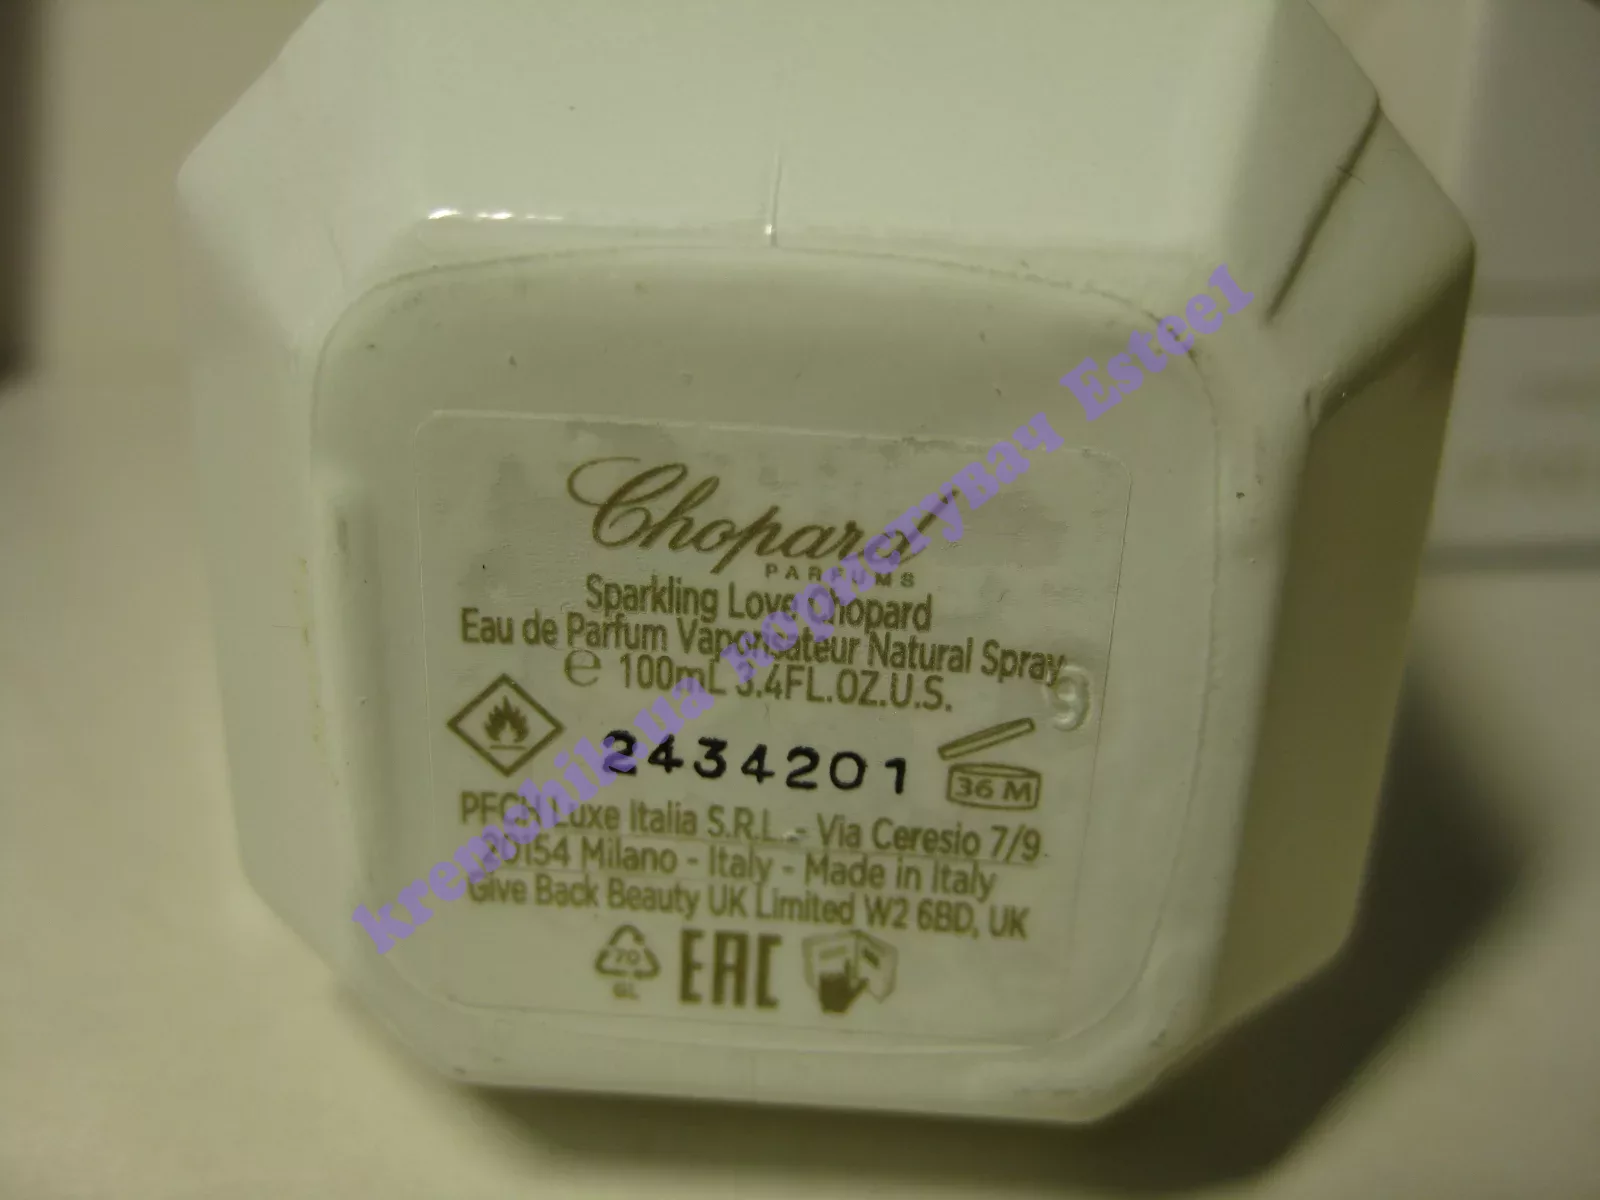 Chopard
PARFUMS
Sparkling Love Chopard
Eau de Parfum Vaporisateur Natural Spray
e 100mL 3.4FL.OZ.U.S.
9
2434201
36 M
PFCH Luxe Italia S.R.L. - Via Ceresio 7/9
20154 Milano - Italy - Made in Italy
Give Back Beauty UK Limited W2 6BD, UK
70
GL
EAC
Esteel